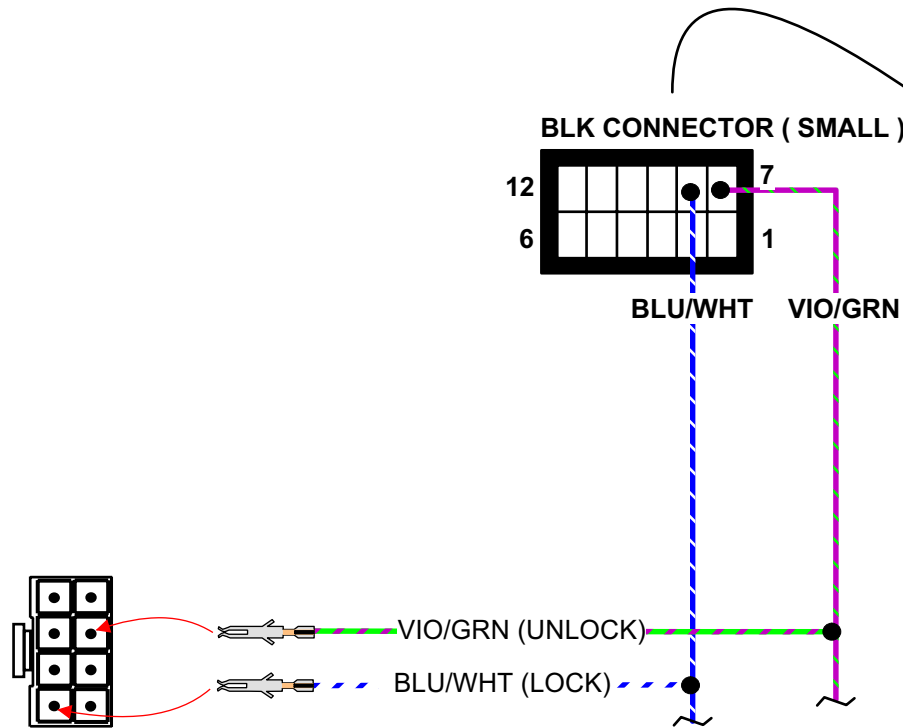 BLK CONNECTOR ( SMALL )
12
7
6
1
BLU/WHT
VIO/GRN
VIO/GRN (UNLOCK)
BLU/WHT (LOCK)